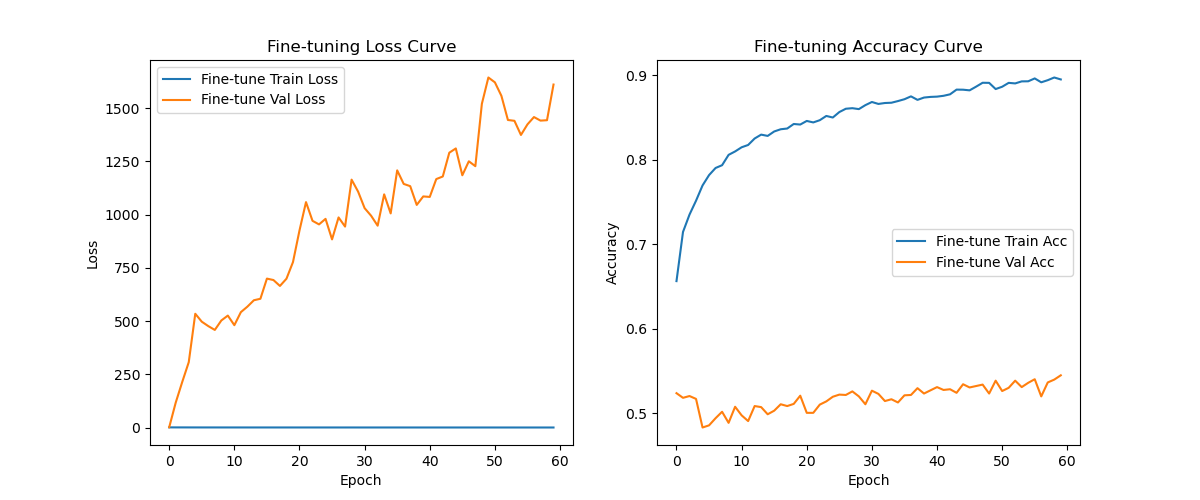 Fine-tuning Loss Curve
Fine-tune Train Loss
Fine-tune Val Loss
Loss
1500
1250
1000
750
500
250
0
0 10 20 30 40 50 60
Epoch
Fine-tuning Accuracy Curve
Fine-tune Train Acc
Fine-tune Val Acc
Accuracy
0.9
0.8
0.7
0.6
0.5
0 10 20 30 40 50 60
Epoch